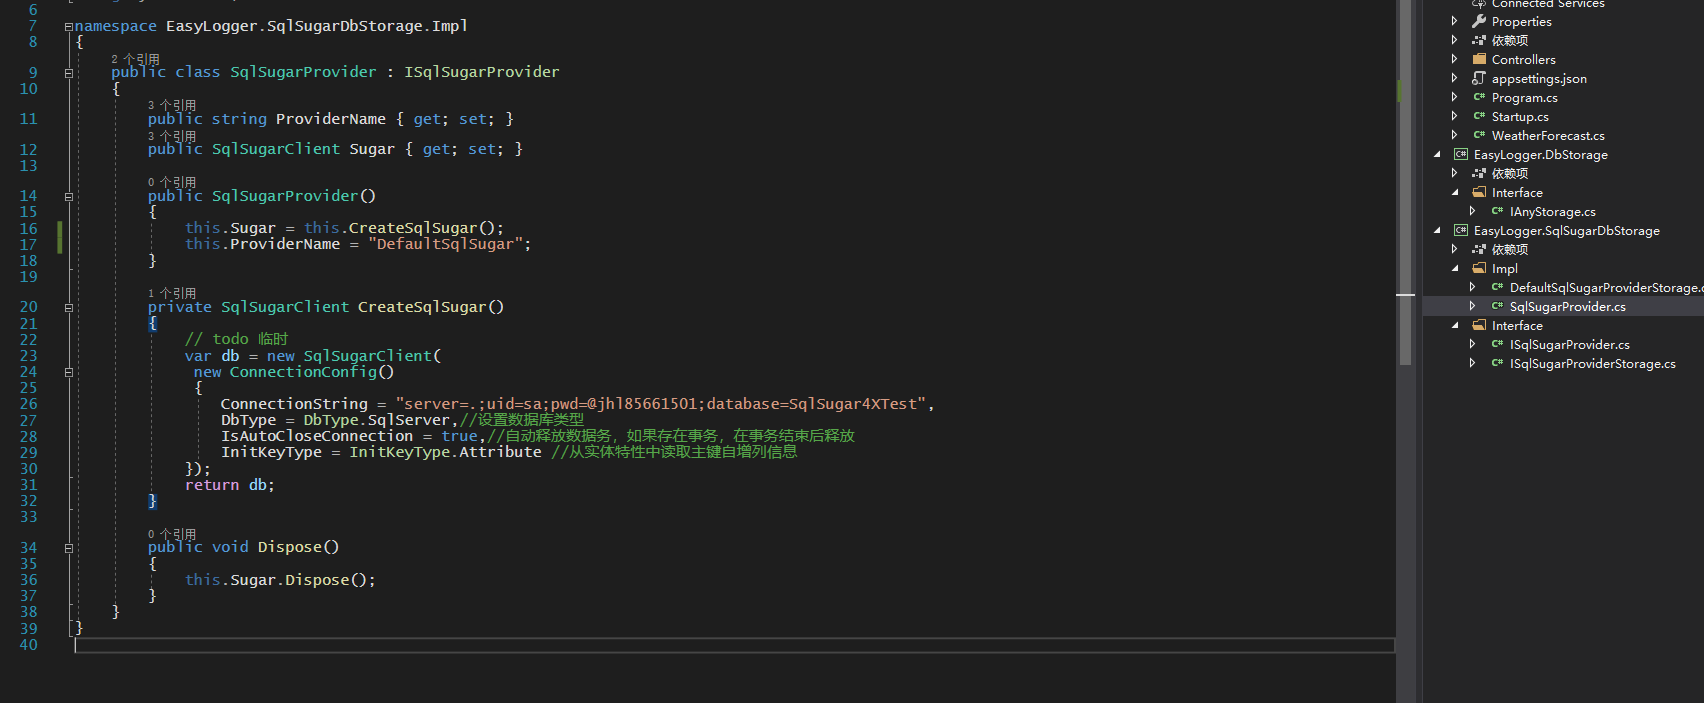 6
7 namespace EasyLogger.SqlSugarDbStorage.Impl
8 {
2 个引用
9 public class SqlSugarProvider : ISqlSugarProvider
10 {
3 个引用
11 public string ProviderName { get; set; }
3 个引用
12 public SqlSugarClient Sugar { get; set; }
13
0 个引用
14 public SqlSugarProvider()
15 {
16 this.Sugar = this.CreateSqlSugar();
17 this.ProviderName = "DefaultSqlSugar";
18 }
19
1 个引用
20 private SqlSugarClient CreateSqlSugar()
21 {
22 // todo 临时
23 var db = new SqlSugarClient(
24 new ConnectionConfig()
25 {
26 ConnectionString = "server=.;uid=sa;pwd=@jhl85661501;database=SqlSugar4XTest",
27 DbType = DbType.SqlServer,//设置数据库类型
28 IsAutoCloseConnection = true,//自动释放数据务，如果存在事务，在事务结束后释放
29 InitKeyType = InitKeyType.Attribute //从实体特性中读取主键自增列信息
30 });
31 return db;
32 }
33
0 个引用
34 public void Dispose()
35 {
36 this.Sugar.Dispose();
37 }
38 }
39 }
40
Connected Services
Properties
依赖项
Controllers
appsettings.json
C# Program.cs
C# Startup.cs
C# WeatherForecast.cs
C# EasyLogger.DbStorage
依赖项
Interface
C# IAnyStorage.cs
C# EasyLogger.SqlSugarDbStorage
依赖项
Impl
C# DefaultSqlSugarProviderStorage.c
C# SqlSugarProvider.cs
Interface
C# ISqlSugarProvider.cs
C# ISqlSugarProviderStorage.cs